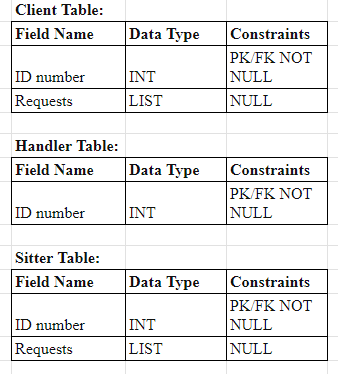 Client Table:
Field Name Data Type Constraints
PK/FK NOT
ID number INT NULL
Requests LIST NULL
Handler Table:
Field Name Data Type Constraints
PK/FK NOT
ID number INT NULL
Sitter Table:
Field Name Data Type Constraints
PK/FK NOT
ID number INT NULL
Requests LIST NULL